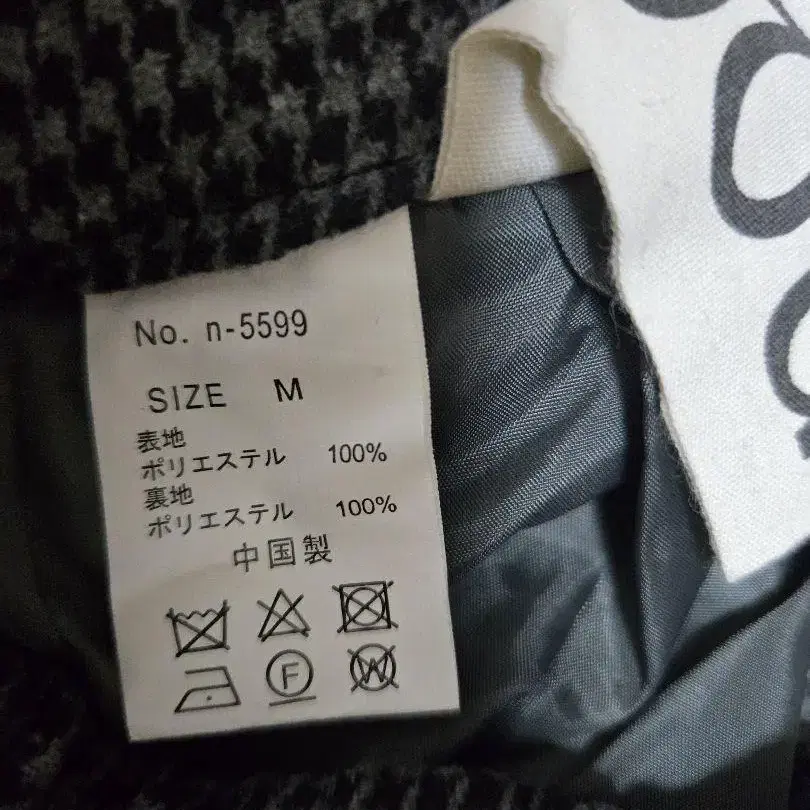 No. n-5599
SIZE M
表地
ポリエステル 100%
裏地
ポリエステル 100%
中国製
F
W